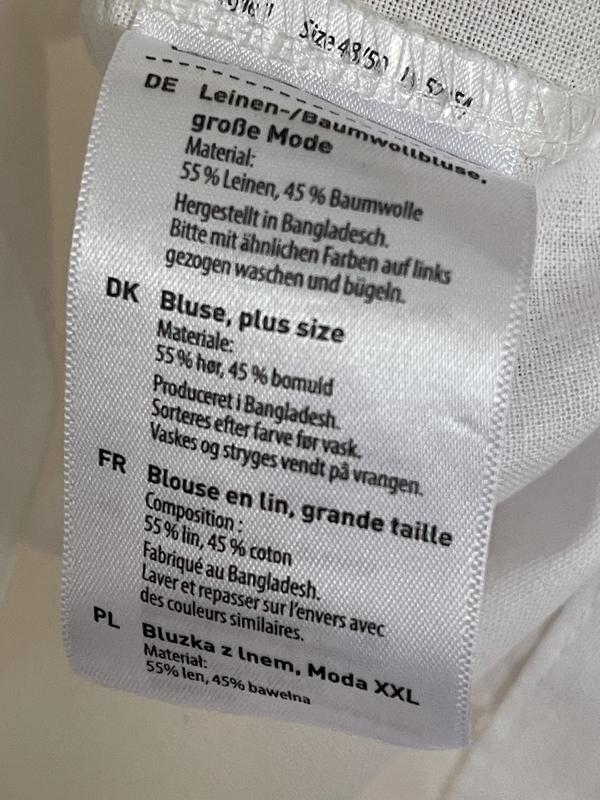 Size 48/50
DE Leinen-/Baumwollbluse,
große Mode
Material:
55 % Leinen, 45 % Baumwolle
Hergestellt in Bangladesch.
Bitte mit ähnlichen Farben auf links
gezogen waschen und bügeln.
DK Bluse, plus size
Materiale:
55 % hør, 45 % bomuld
Produceret i Bangladesh.
Sorteres efter farve før vask.
Vaskes og stryges vendt på vrangen.
FR Blouse en lin, grande taille
Composition :
55 % lin, 45 % coton
Fabriqué au Bangladesh.
Laver et repasser sur l'envers avec
des couleurs similaires.
PL Bluzka z lnem, Moda XXL
Materiał:
55% len, 45% bawełna